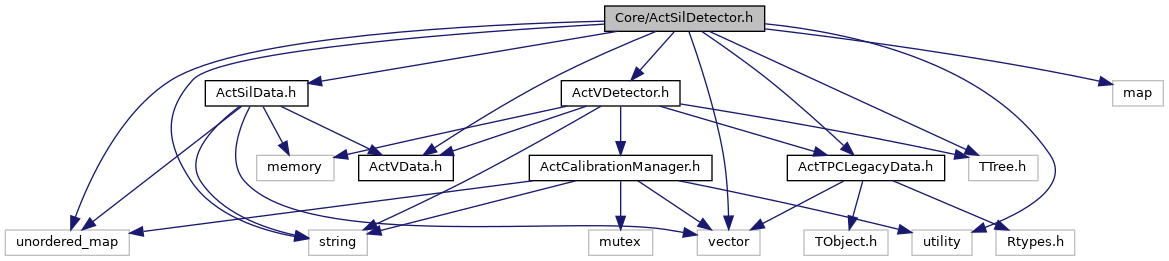 Core/ActSilDetector.h
ActSilData.h
ActVDetector.h
map
memory
ActVData.h
ActCalibrationManager.h
ActTPCLegacyData.h
TTree.h
unordered_map
string
mutex
vector
TObject.h
utility
Rtypes.h